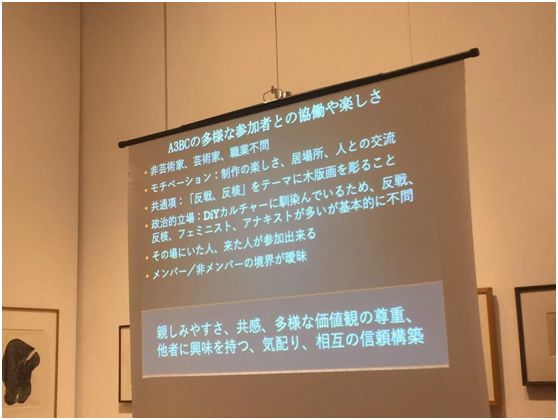 A3BCの多様な参加者との協働や楽しさ
• 非芸術家、芸術家、職業不問
• モチベーション：制作の楽しさ、居場所、人との交流
• 共通項：「反戦、反核」をテーマに木版画を彫ること
• 政治的立場：DiYカルチャーに馴染んでいるため、反戦、
反核、フェミニスト、アナキストが多いが基本的に不問
• その場にいた人、来た人が参加出来る
• メンバー／非メンバーの境界が曖昧
親しみやすさ、共感、多様な価値観の尊重、
他者に興味を持つ、気配り、相互の信頼構築